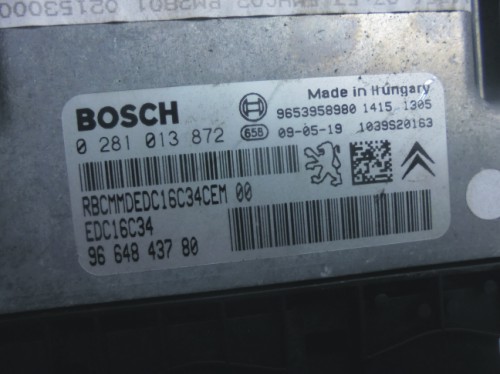 BOSCH
Made in Hungary
9653958980 1415 1305
0 281 013 872 658 09-05-19 1039S20163
RBCMMDEDC16C34CEM 00
EDC16C34
96 648 437 80